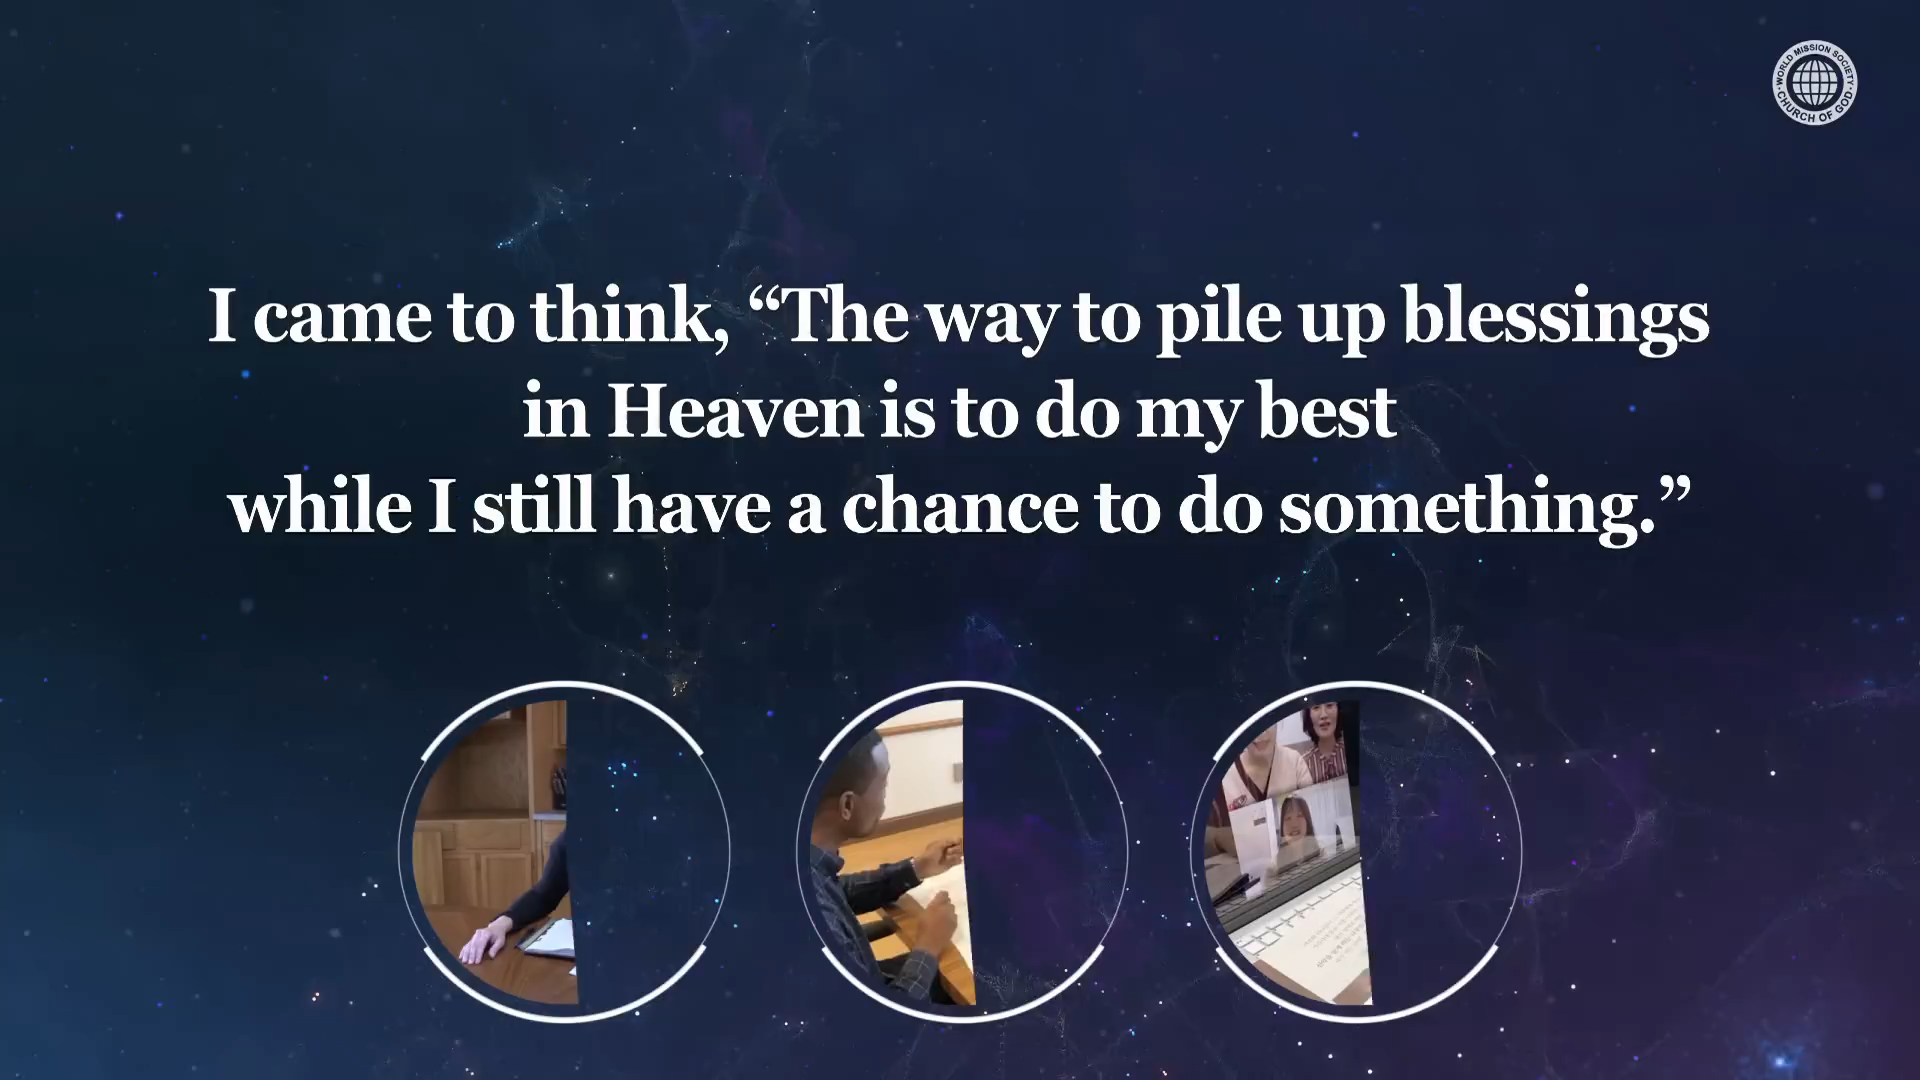 WORLD MISSION SOCIETY
CHURCH OF GOD
I came to think, “The way to pile up blessings
in Heaven is to do my best
while I still have a chance to do something.”